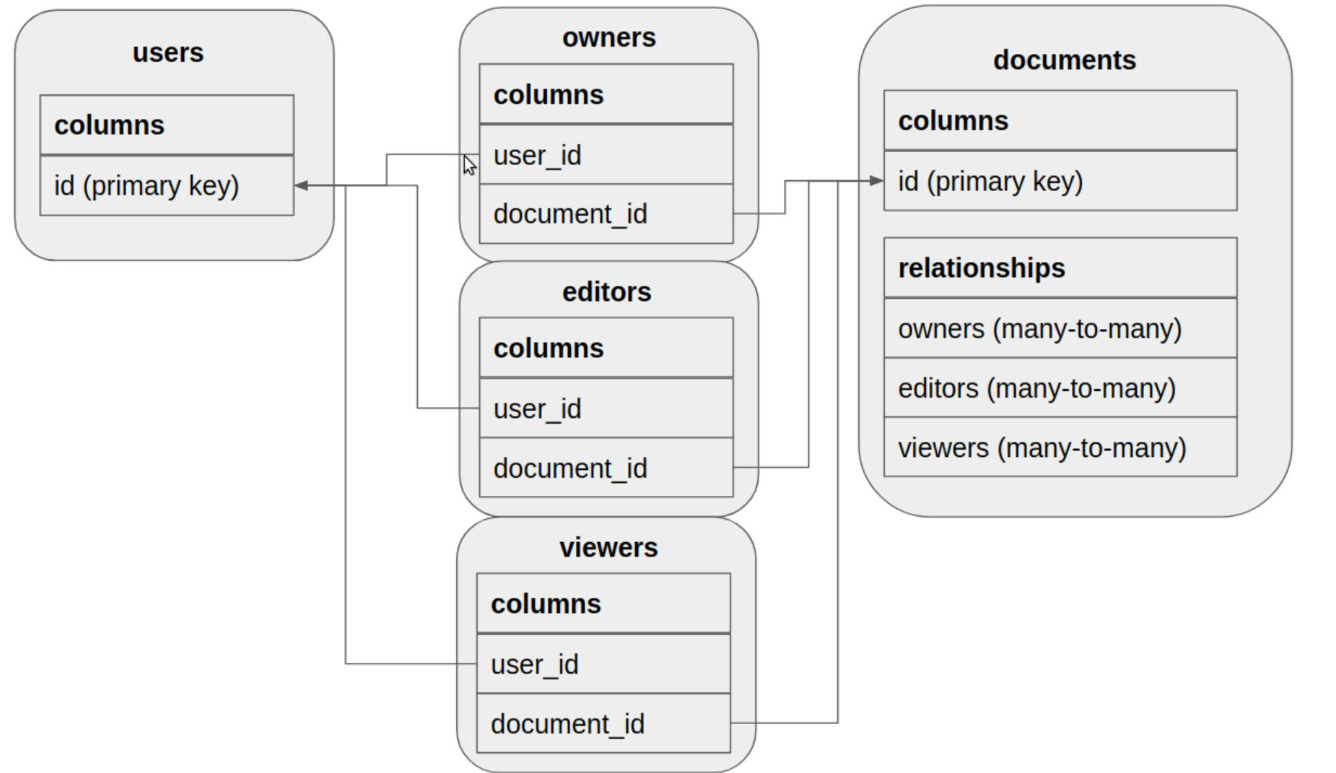 users
columns
id (primary key)
owners
columns
user_id
document_id
editors
columns
user_id
document_id
viewers
columns
user_id
document_id
documents
columns
id (primary key)
relationships
owners (many-to-many)
editors (many-to-many)
viewers (many-to-many)